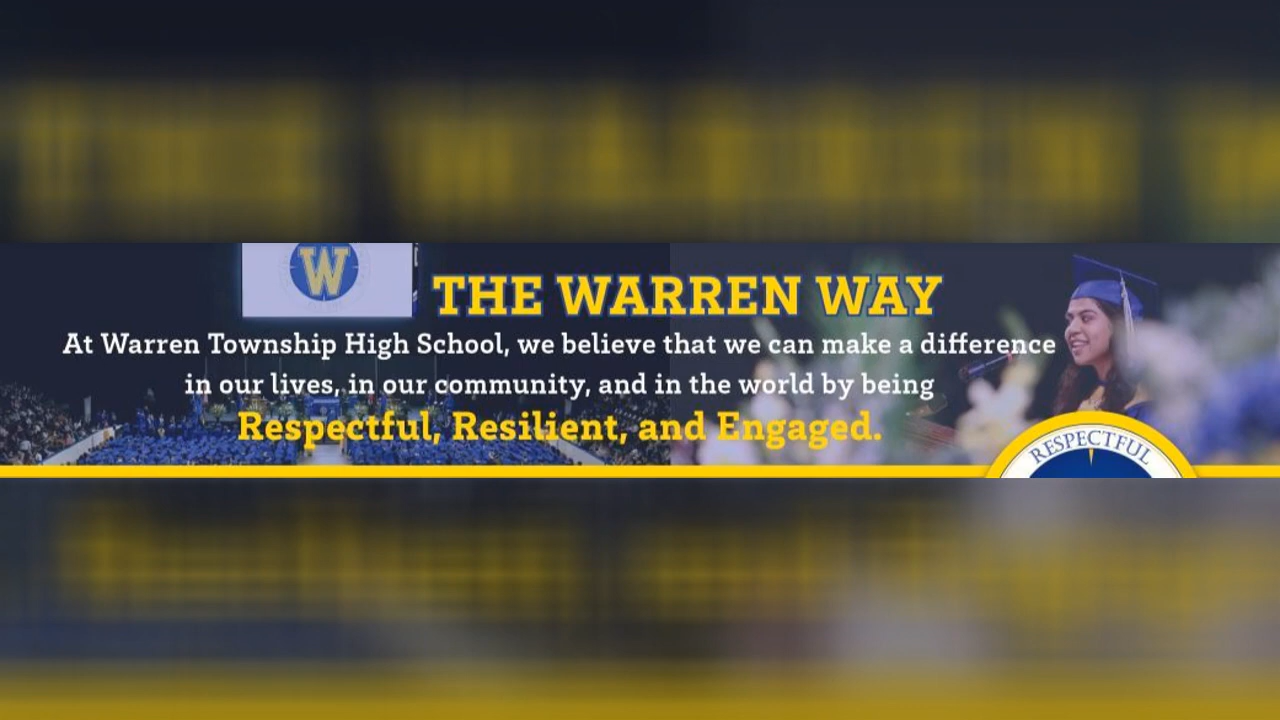 W
THE WARREN WAY
At Warren Township High School, we believe that we can make a difference
in our lives, in our community, and in the world by being
Respectful, Resilient, and Engaged.
RESPECTFUL